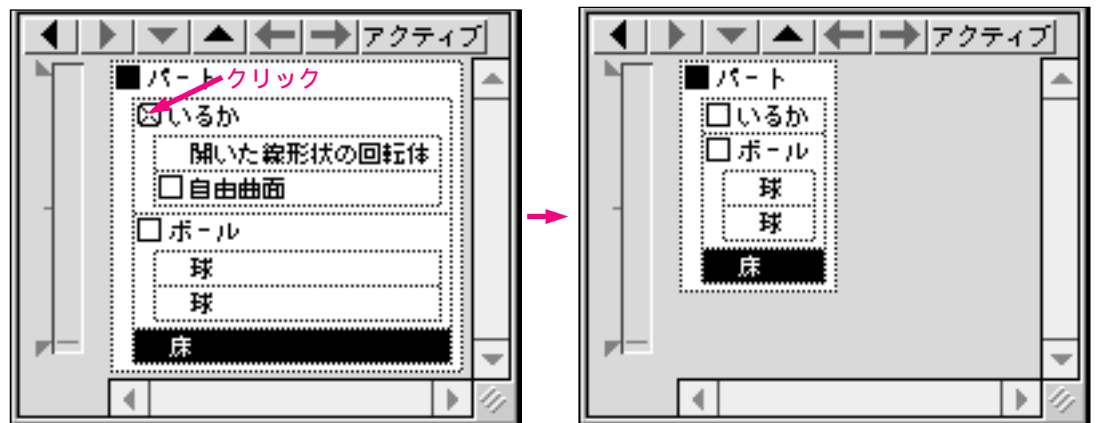 アクティブ
パート
クリック
いるか
開いた線形状の回転体
自由曲面
ボール
球
球
床
アクティブ
パート
いるか
ボール
球
球
床